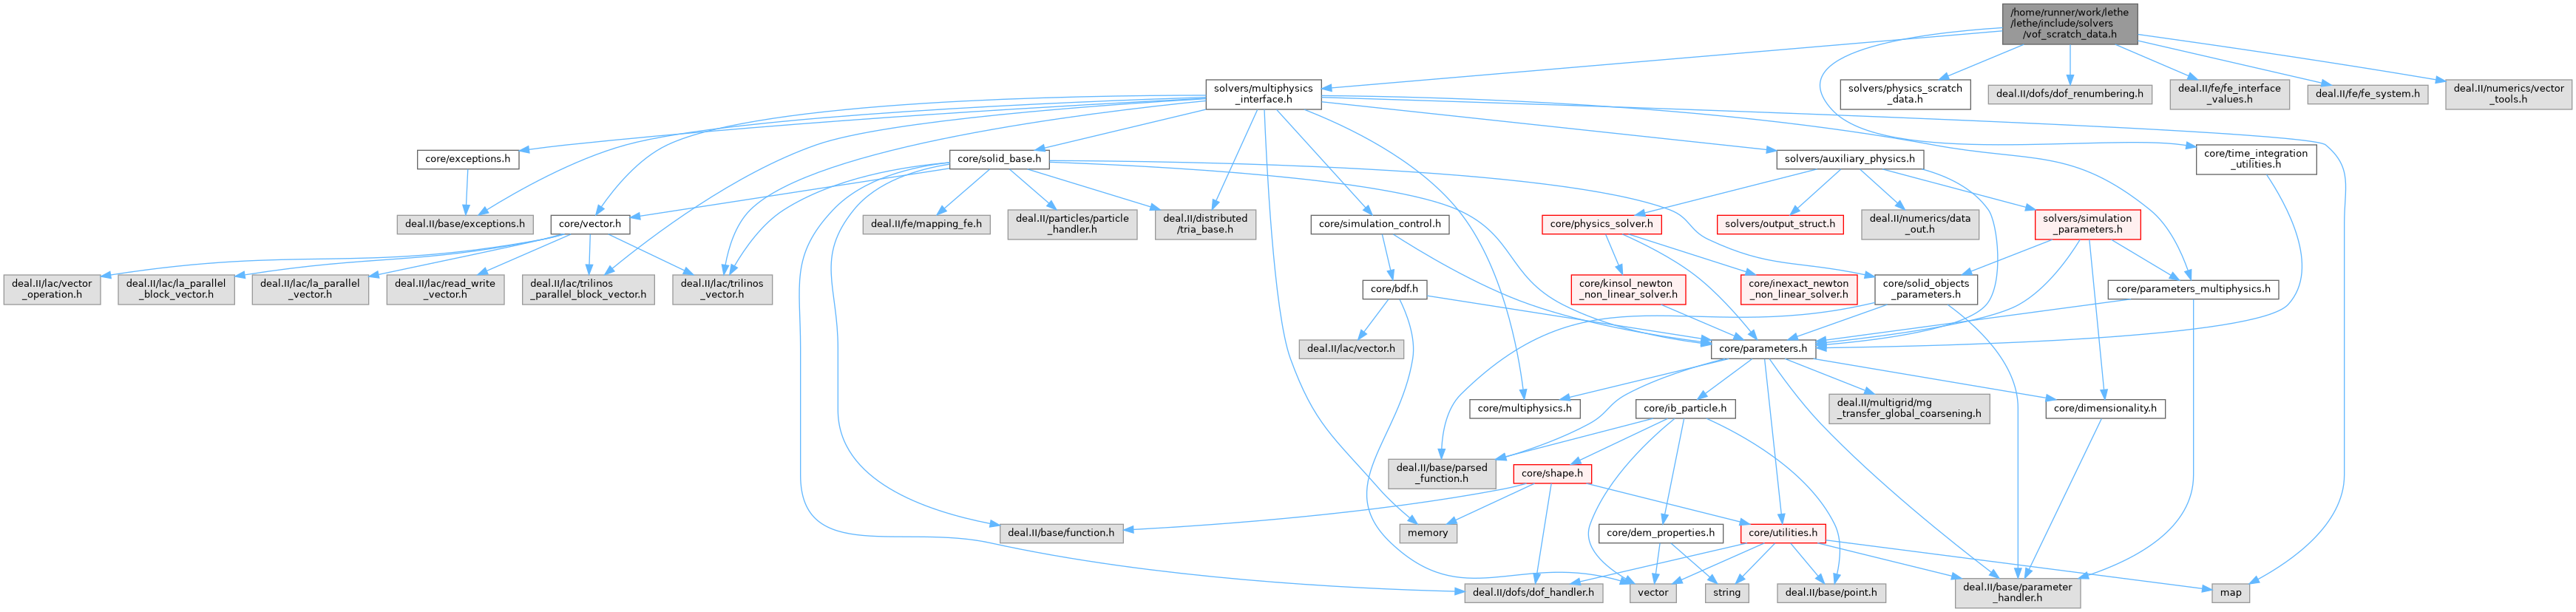 /home/runner/work/lethe
/lethe/include/solvers
/vof_scratch_data.h
solvers/multiphysics
_interface.h
solvers/physics_scratch
_data.h
deal.II/dofs/dof_renumbering.h
deal.II/fe/fe_interface
_values.h
deal.II/fe/fe_system.h
deal.II/numerics/vector
_tools.h
core/exceptions.h
core/solid_base.h
solvers/auxiliary_physics.h
core/time_integration
_utilities.h
deal.II/base/exceptions.h
core/vector.h
deal.II/fe/mapping_fe.h
deal.II/particles/particle
_handler.h
deal.II/distributed
/tria_base.h
core/simulation_control.h
core/physics_solver.h
solvers/output_struct.h
deal.II/numerics/data
_out.h
solvers/simulation
_parameters.h
deal.II/lac/vector
_operation.h
deal.II/lac/la_parallel
_block_vector.h
deal.II/lac/la_parallel
_vector.h
deal.II/lac/read_write
_vector.h
deal.II/lac/trilinos
_parallel_block_vector.h
deal.II/lac/trilinos
_vector.h
core/bdf.h
core/kinsol_newton
_non_linear_solver.h
core/inexact_newton
_non_linear_solver.h
core/solid_objects
_parameters.h
core/parameters_multiphysics.h
deal.II/lac/vector.h
core/parameters.h
core/multiphysics.h
core/ib_particle.h
deal.II/multigrid/mg
_transfer_global_coarsening.h
core/dimensionality.h
deal.II/base/parsed
_function.h
core/shape.h
deal.II/base/function.h
memory
core/dem_properties.h
core/utilities.h
deal.II/dofs/dof_handler.h
vector
string
deal.II/base/point.h
deal.II/base/parameter
_handler.h
map